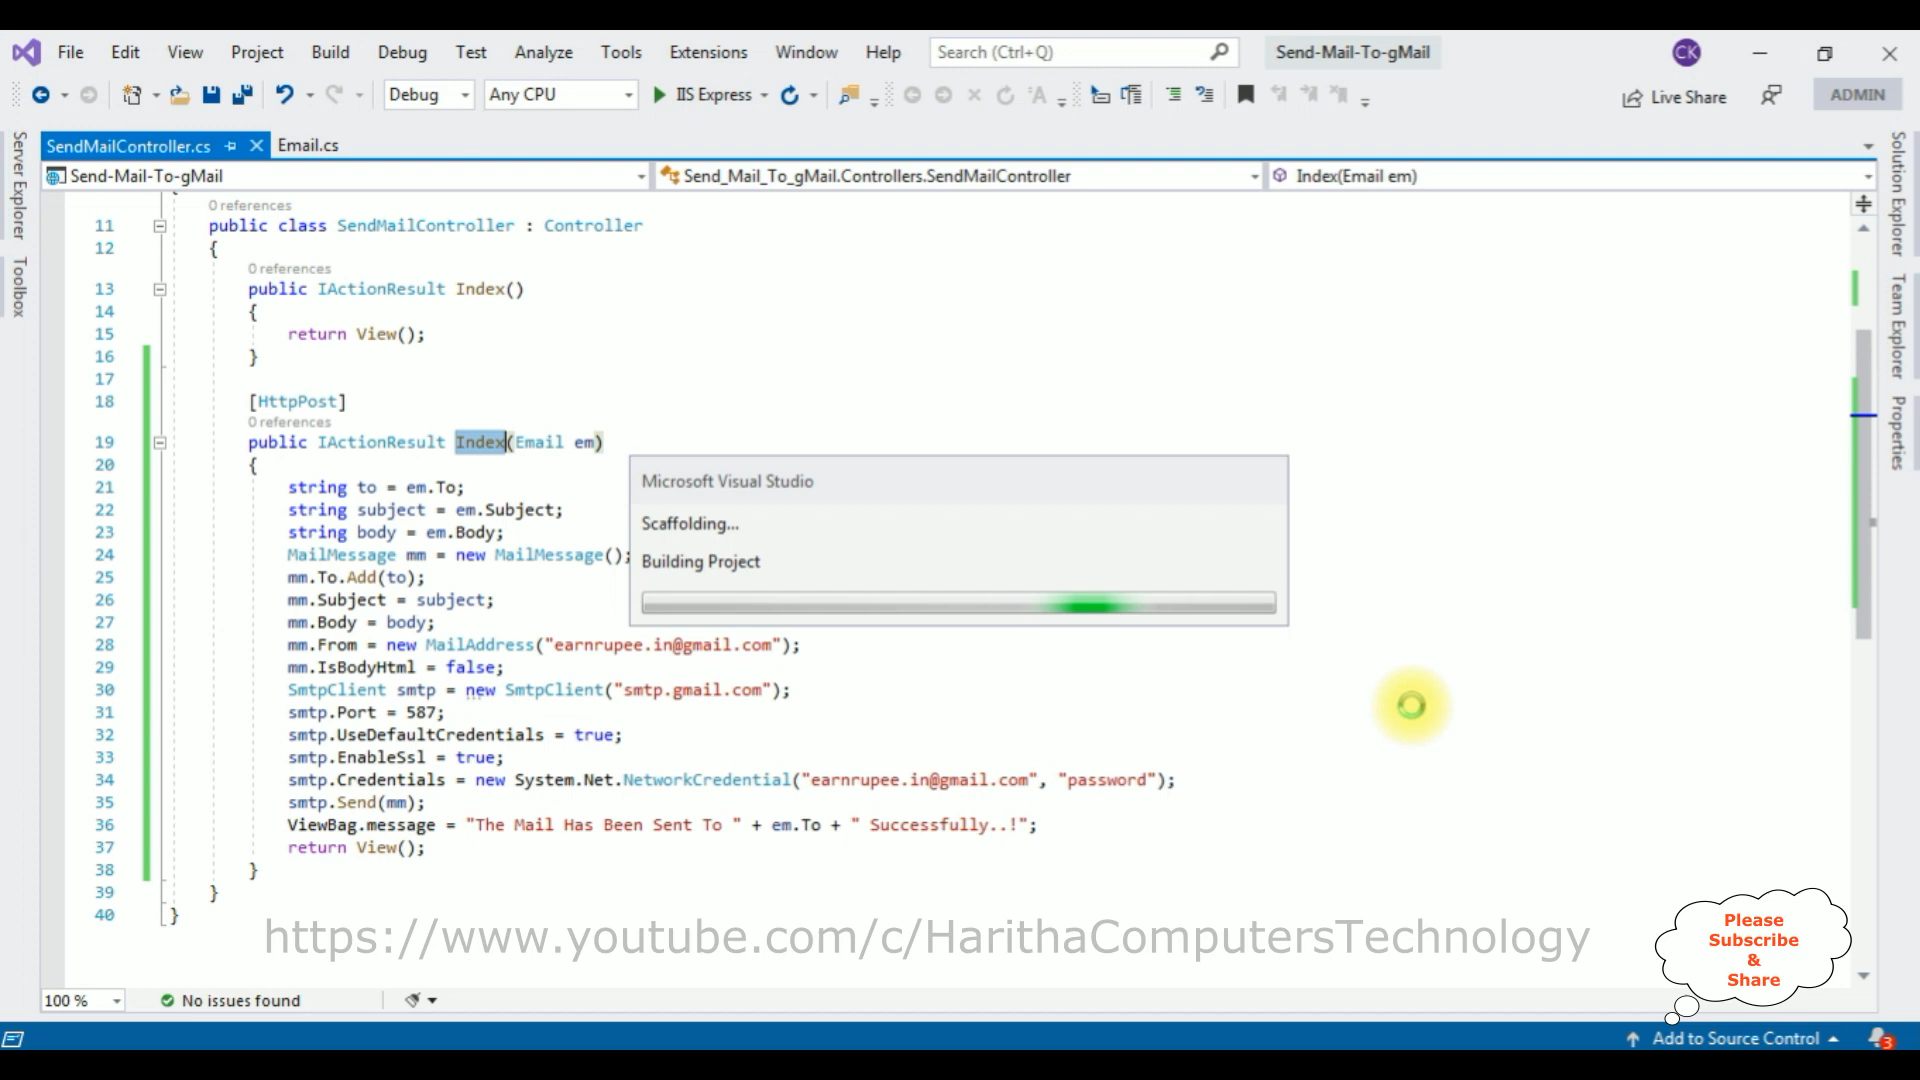 File Edit View Project Build Debug Test Analyze Tools Extensions Window Help Search (Ctrl+Q) Send-Mail-To-gMail CK
Debug Any CPU IIS Express Live Share ADMIN
SendMailController.cs Email.cs
Send-Mail-To-gMail Send_Mail_To_gMail.Controllers.SendMailController Index(Email em)
Server Explorer
Toolbox
Solution Explorer
Team Explorer
Properties
0 references
11 public class SendMailController : Controller
12 {
0 references
13 public IActionResult Index()
14 {
15 return View();
16 }
17
18 [HttpPost]
0 references
19 public IActionResult Index(Email em)
20 {
21 string to = em.To;
22 string subject = em.Subject;
23 string body = em.Body;
24 MailMessage mm = new MailMessage();
25 mm.To.Add(to);
26 mm.Subject = subject;
27 mm.Body = body;
28 mm.From = new MailAddress("earnrupee.in@gmail.com");
29 mm.IsBodyHtml = false;
30 SmtpClient smtp = new SmtpClient("smtp.gmail.com");
31 smtp.Port = 587;
32 smtp.UseDefaultCredentials = true;
33 smtp.EnableSsl = true;
34 smtp.Credentials = new System.Net.NetworkCredential("earnrupee.in@gmail.com", "password");
35 smtp.Send(mm);
36 ViewBag.message = "The Mail Has Been Sent To " + em.To + " Successfully..!";
37 return View();
38 }
39 }
40 }
Microsoft Visual Studio
Scaffolding...
Building Project
https://www.youtube.com/c/HarithaComputersTechnology
Please
Subscribe
&
Share
100 % No issues found
Add to Source Control 3